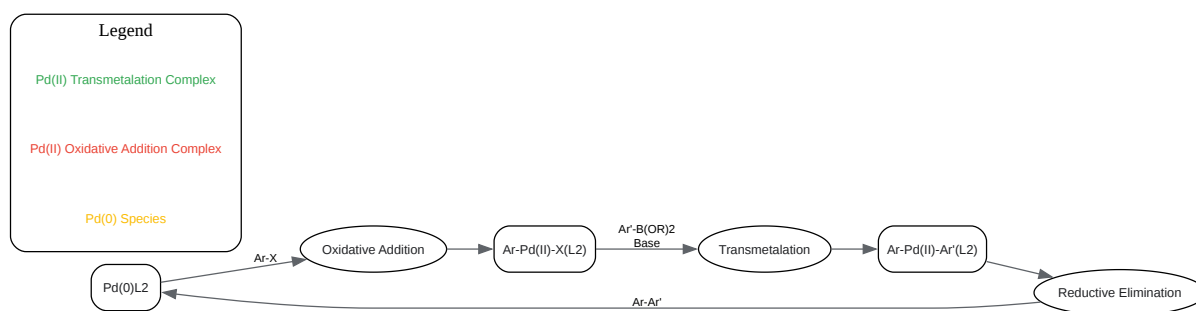 Legend
Pd(II) Transmetalation Complex
Pd(II) Oxidative Addition Complex
Pd(0) Species
Pd(0)L2
Ar-X
Oxidative Addition
Ar-Pd(II)-X(L2)
Ar'-B(OR)2
Base
Transmetalation
Ar-Pd(II)-Ar'(L2)
Reductive Elimination
Ar-Ar'